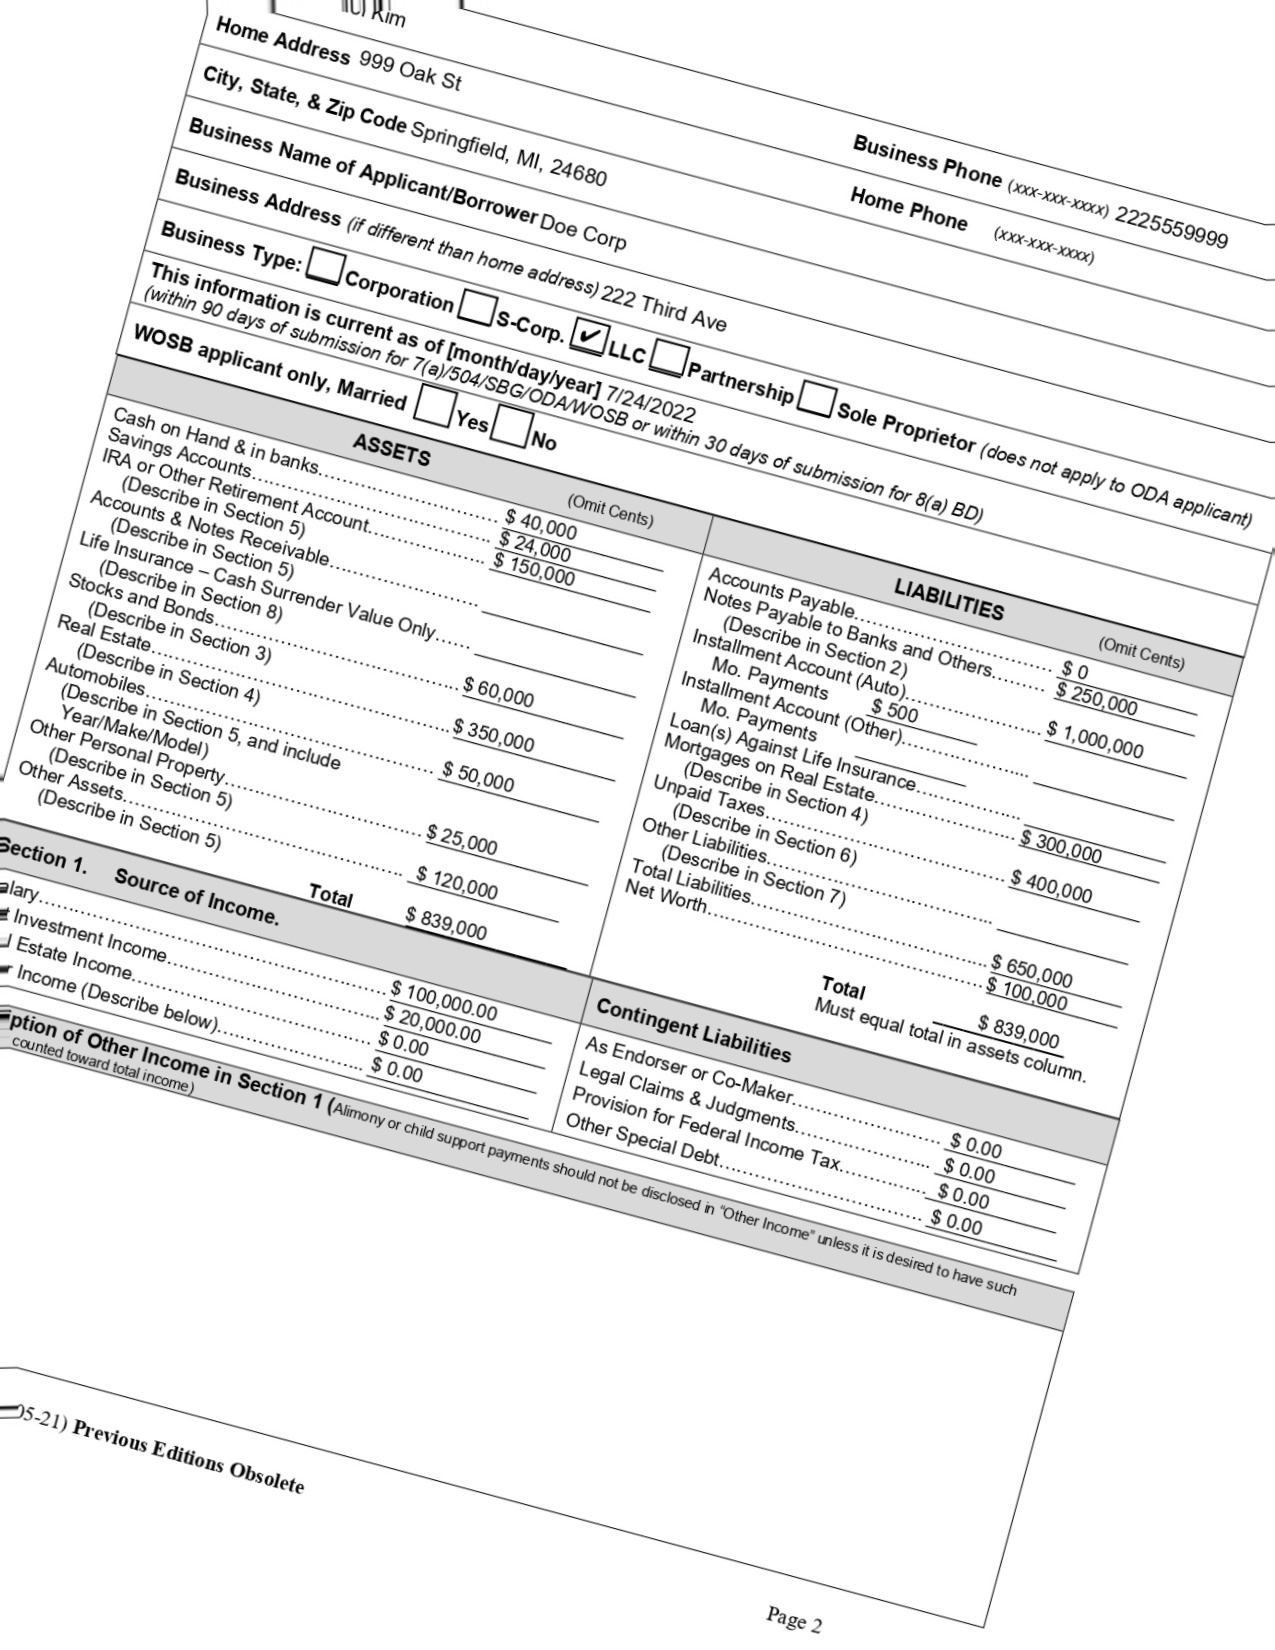 Kim
Home Address 999 Oak St
Business Phone (xxx-xxx-xxxx) 2225559999
City, State, & Zip Code Springfield, MI, 24680
Home Phone (xxx-xxx-xxxx)
Business Name of Applicant/Borrower Doe Corp
Business Address (if different than home address) 222 Third Ave
Business Type: Corporation S-Corp. ✔ LLC Partnership Sole Proprietor (does not apply to ODA applicant)
This information is current as of [month/day/year] 7/24/2022
(within 90 days of submission for 7(a)/504/SBG/ODA/WOSB or within 30 days of submission for 8(a) BD)
WOSB applicant only, Married Yes No
ASSETS (Omit Cents)
Cash on Hand & in banks $ 40,000
Savings Accounts $ 24,000
IRA or Other Retirement Account $ 150,000
(Describe in Section 5)
Accounts & Notes Receivable
(Describe in Section 5)
Life Insurance – Cash Surrender Value Only
(Describe in Section 8)
Stocks and Bonds $ 60,000
(Describe in Section 3)
Real Estate $ 350,000
(Describe in Section 4)
Automobiles $ 50,000
(Describe in Section 5, and include
Year/Make/Model)
Other Personal Property $ 25,000
(Describe in Section 5)
Other Assets $ 120,000
(Describe in Section 5)
Total $ 839,000
LIABILITIES (Omit Cents)
Accounts Payable $ 0
Notes Payable to Banks and Others $ 250,000
(Describe in Section 2)
Installment Account (Auto) $ 1,000,000
Mo. Payments $ 500
Installment Account (Other)
Mo. Payments
Loan(s) Against Life Insurance
Mortgages on Real Estate $ 300,000
(Describe in Section 4)
Unpaid Taxes $ 400,000
(Describe in Section 6)
Other Liabilities
(Describe in Section 7)
Total Liabilities $ 650,000
Net Worth $ 100,000
Total $ 839,000
Must equal total in assets column.
Section 1. Source of Income.
$ 100,000.00
Investment Income $ 20,000.00
Estate Income $ 0.00
Income (Describe below) $ 0.00
Contingent Liabilities
As Endorser or Co-Maker $ 0.00
Legal Claims & Judgments $ 0.00
Provision for Federal Income Tax $ 0.00
Other Special Debt $ 0.00
of Other Income in Section 1 (Alimony or child support payments should not be disclosed in “Other Income” unless it is desired to have such
counted toward total income)
05-21) Previous Editions Obsolete
Page 2